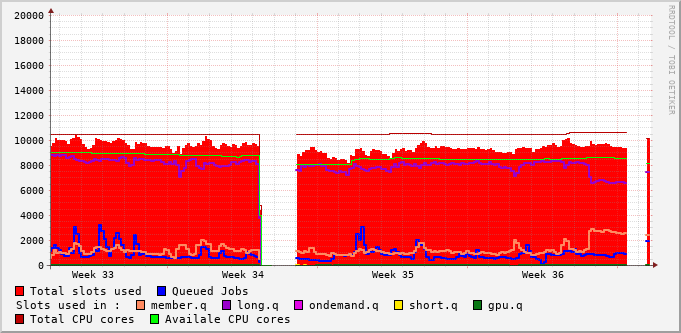 20000
18000
16000
14000
12000
10000
8000
6000
4000
2000
0
Week 33 Week 34 Week 35 Week 36
RRDTOOL / TOBI OETIKER
Total slots used Queued Jobs
Slots used in : member.q long.q ondemand.q short.q gpu.q
Total CPU cores Availale CPU cores